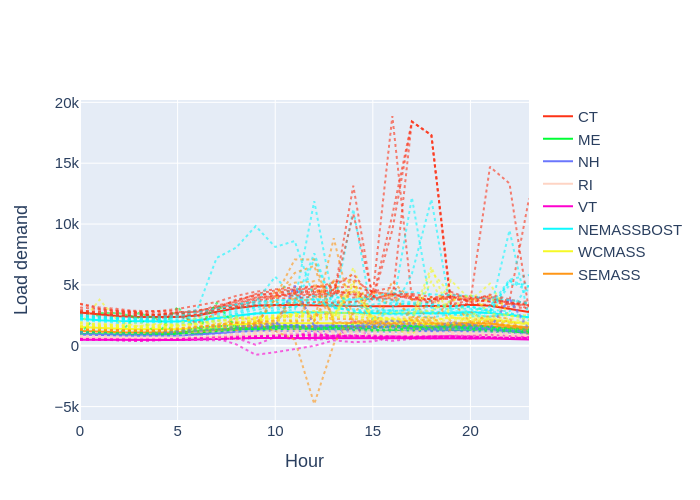 20k
15k
10k
5k
0
−5k
0
5
10
15
20
Hour
Load demand
CT
ME
NH
RI
VT
NEMASSBOST
WCMASS
SEMASS